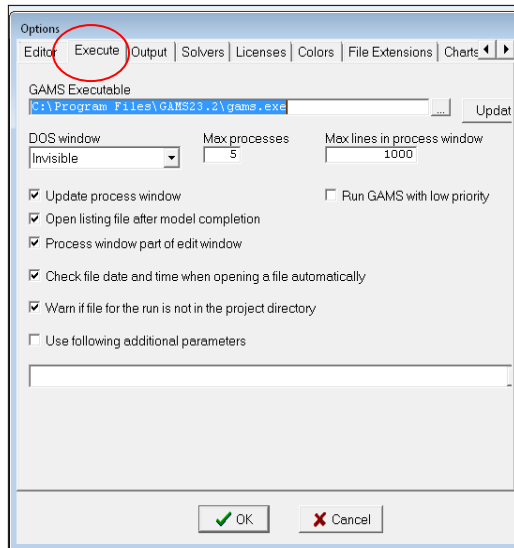 Options
Editor Execute Output Solvers Licenses Colors File Extensions Charts
GAMS Executable
C:\Program Files\GAMS23.2\gams.exe ... Updat
DOS window Max processes Max lines in process window
Invisible 5 1000
Update process window Run GAMS with low priority
Open listing file after model completion
Process window part of edit window
Check file date and time when opening a file automatically
Warn if file for the run is not in the project directory
Use following additional parameters
OK Cancel